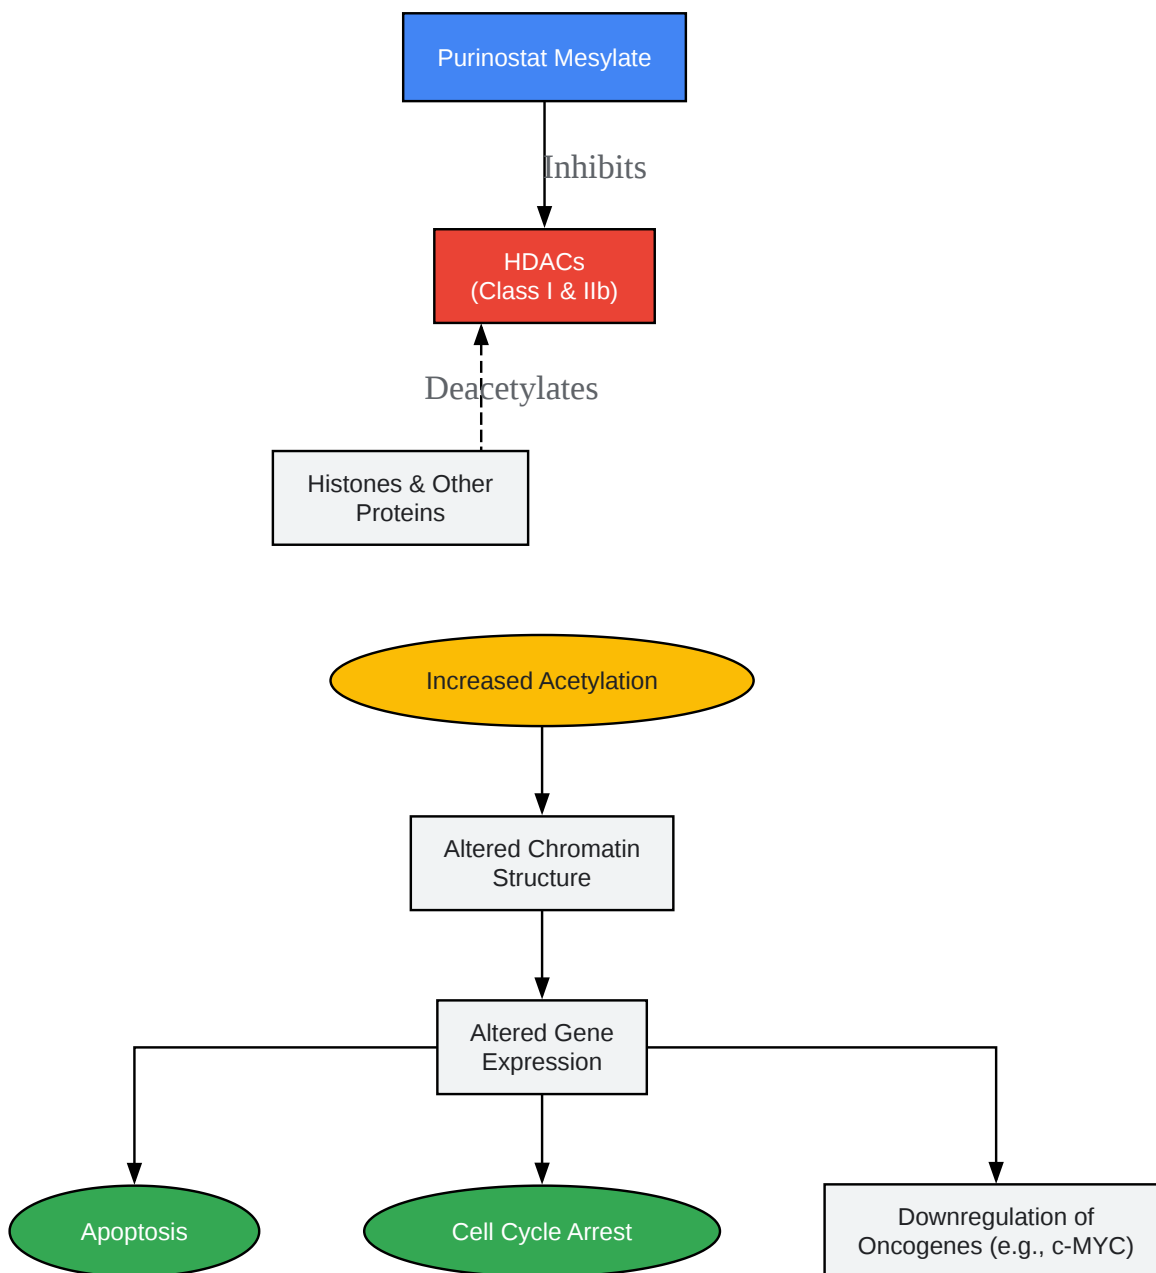 Purinostat Mesylate
Inhibits
HDACs
(Class I & IIb)
Deacetylates
Histones & Other
Proteins
Increased Acetylation
Altered Chromatin
Structure
Altered Gene
Expression
Apoptosis
Cell Cycle Arrest
Downregulation of
Oncogenes (e.g., c-MYC)